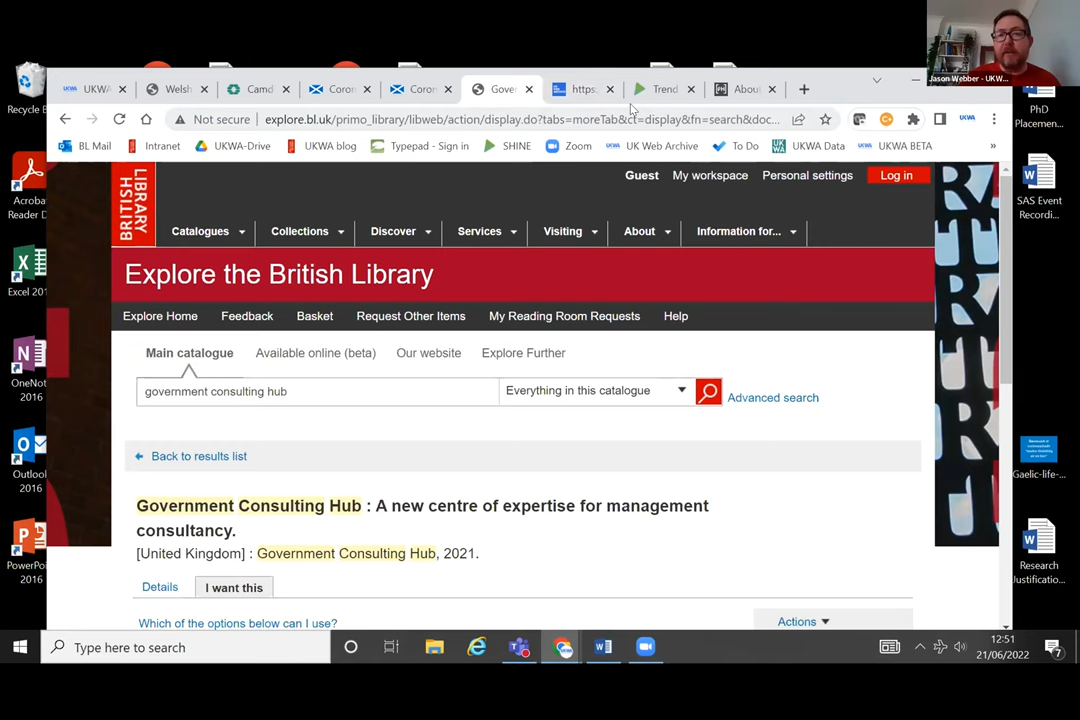 Jason Webber - UKW...
Recycle B
UKWA
Welsh
Camd
Coron
Coron
Gover
https:
Trend
Abou
Not secure
explore.bl.uk/primo_library/libweb/action/display.do?tabs=moreTab&ct=display&fn=search&doc...
BL Mail
Intranet
UKWA-Drive
UKWA blog
Typepad - Sign in
SHINE
Zoom
UK Web Archive
To Do
UKWA Data
UKWA BETA
»
PhD
Placemen...
Guest
My workspace
Personal settings
Log in
LIBRARY
BRITISH
Acroba
Reader D
SAS Event
Recordi...
Catalogues
Collections
Discover
Services
Visiting
About
Information for...
Explore the British Library
Excel 201
Explore Home
Feedback
Basket
Request Other Items
My Reading Room Requests
Help
Main catalogue
Available online (beta)
Our website
Explore Further
OneNot
2016
government consulting hub
Everything in this catalogue
Advanced search
Back to results list
Outlook
2016
Gaelic-life-...
Government Consulting Hub : A new centre of expertise for management
consultancy.
[United Kingdom] : Government Consulting Hub, 2021.
PowerPoi
2016
Research
Justificatio...
Details
I want this
Which of the options below can I use?
Actions
Type here to search
12:51
21/06/2022
7